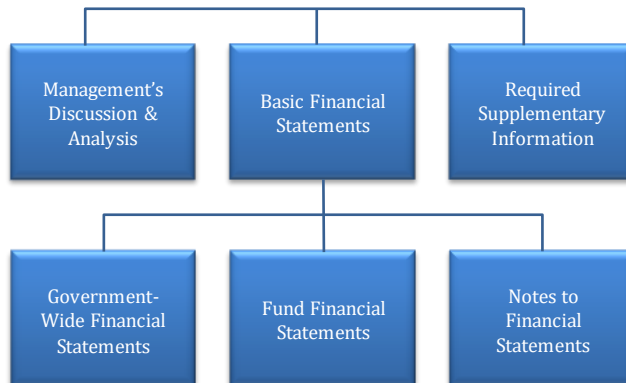 Management’s
Discussion &
Analysis
Basic Financial
Statements
Required
Supplementary
Information
Government-
Wide Financial
Statements
Fund Financial
Statements
Notes to
Financial
Statements